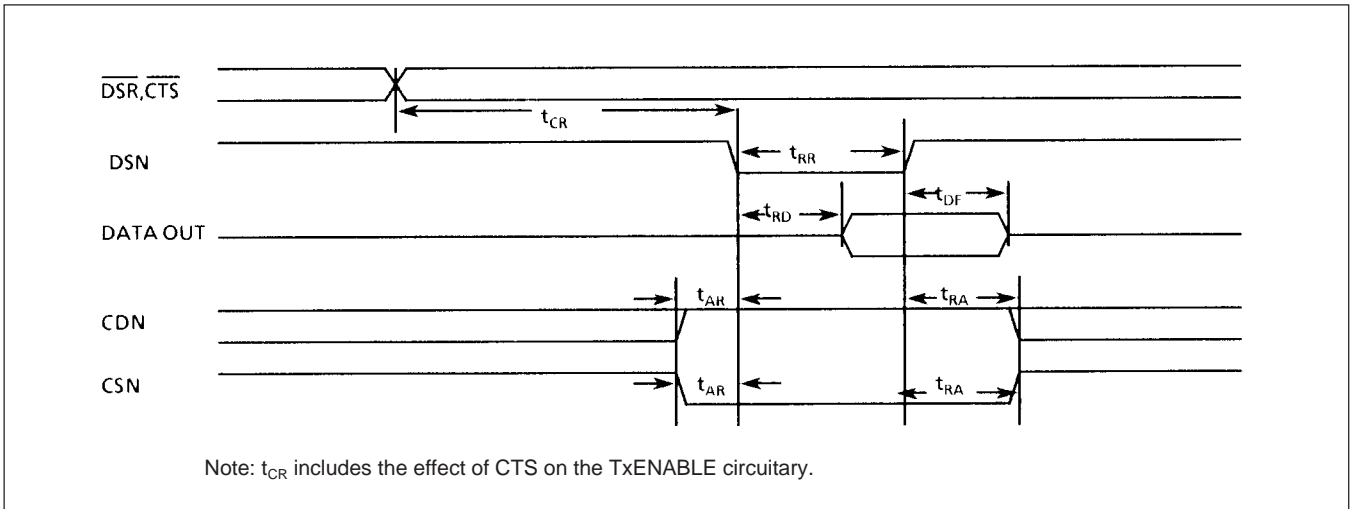 DSR,CTS
tCR
DSN
tRR
tDF
tRD
DATA OUT
tAR
tRA
CDN
CSN
tAR
tRA
Note: tCR includes the effect of CTS on the TxENABLE circuitary.